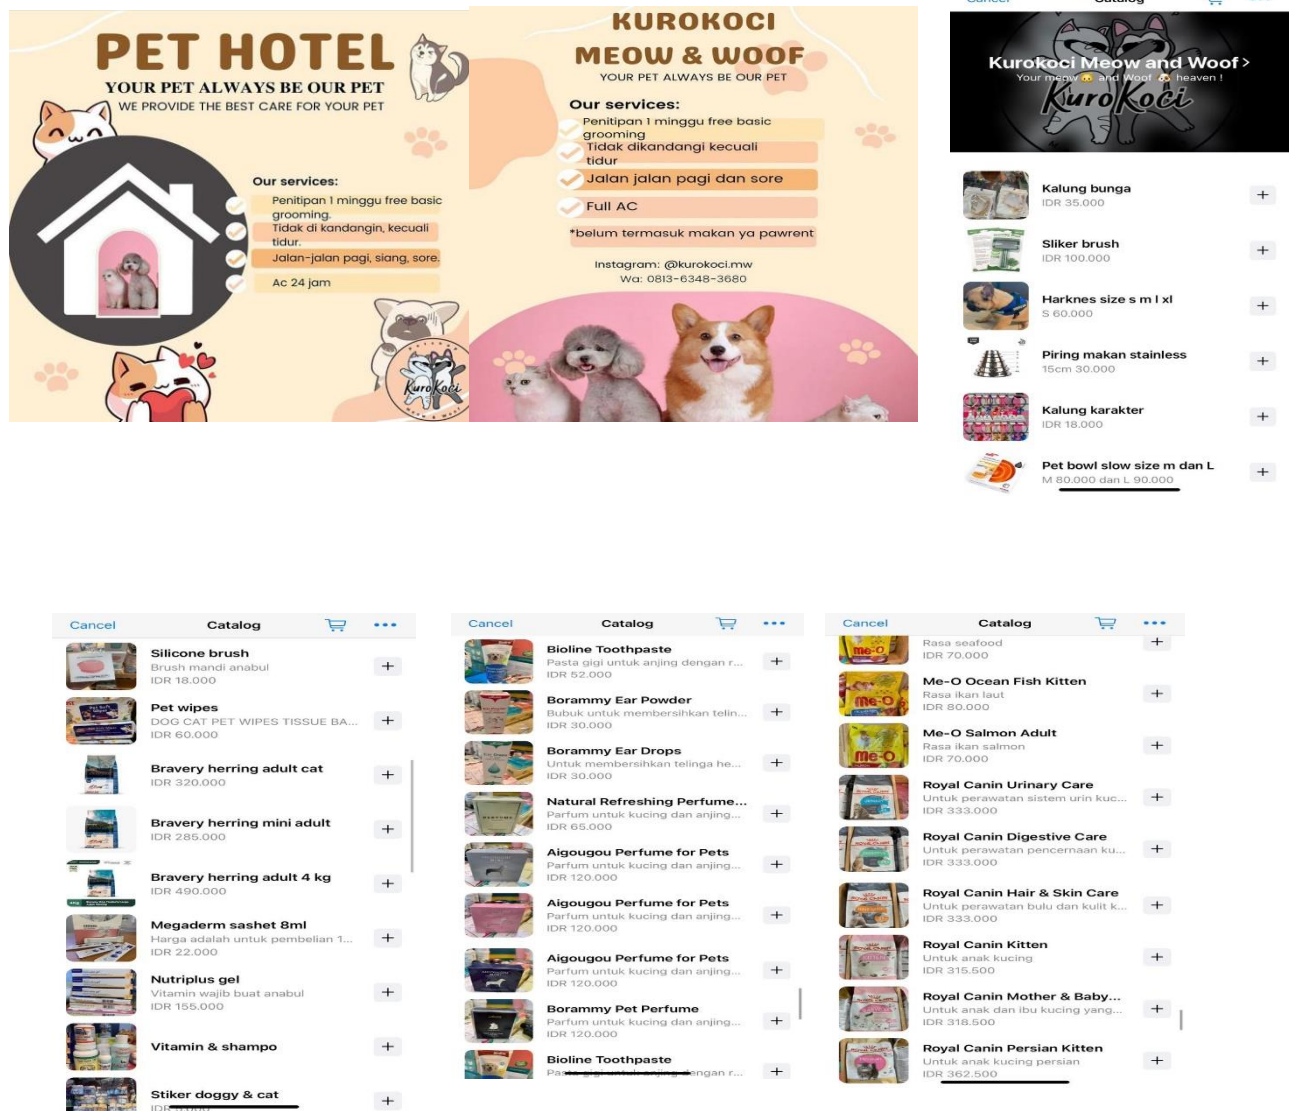 PET HOTEL
YOUR PET ALWAYS BE OUR PET
WE PROVIDE THE BEST CARE FOR YOUR PET
Our services:
Penitipan 1 minggu free basic
grooming.
Tidak di kandangin, kecuali
tidur.
Jalan-jalan pagi, siang, sore.
Ac 24 jam
KuroKoci
KUROKOCI
MEOW & WOOF
YOUR PET ALWAYS BE OUR PET
Our services:
Penitipan 1 minggu free basic
grooming
Tidak dikandangi kecuali
tidur
Jalan jalan pagi dan sore
Full AC
*belum termasuk makan ya pawrent
Instagram: @kurokoci.mw
Wa: 0813-6348-3680
Cancel
Catalog
Kurokoci Meow and Woof >
Your meow 🐱 and Woof 🐶 heaven !
KuroKoci
Kalung bunga
IDR 35.000
Sliker brush
IDR 100.000
Harknes size s m l xl
S 60.000
Piring makan stainless
15cm 30.000
Kalung karakter
IDR 18.000
Pet bowl slow size m dan L
M 80.000 dan L 90.000
Cancel
Catalog
Silicone brush
Brush mandi anabul
IDR 18.000
Pet wipes
DOG CAT PET WIPES TISSUE BA...
IDR 60.000
Bravery herring adult cat
IDR 320.000
Bravery herring mini adult
IDR 285.000
Bravery herring adult 4 kg
IDR 490.000
Megaderm sashet 8ml
Harga adalah untuk pembelian 1...
IDR 22.000
Nutriplus gel
Vitamin wajib buat anabul
IDR 155.000
Vitamin & shampo
Stiker doggy & cat
Cancel
Catalog
Bioline Toothpaste
Pasta gigi untuk anjing dengan r...
IDR 52.000
Borammy Ear Powder
Bubuk untuk membersihkan telin...
IDR 30.000
Borammy Ear Drops
Untuk membersihkan telinga he...
IDR 30.000
Natural Refreshing Perfume...
Parfum untuk kucing dan anjing...
IDR 65.000
Aigougou Perfume for Pets
Parfum untuk kucing dan anjing...
IDR 120.000
Aigougou Perfume for Pets
Parfum untuk kucing dan anjing...
IDR 120.000
Aigougou Perfume for Pets
Parfum untuk kucing dan anjing...
IDR 120.000
Borammy Pet Perfume
Parfum untuk kucing dan anjing...
IDR 120.000
Bioline Toothpaste
Pasta gigi untuk anjing dengan r...
Cancel
Catalog
me-O
Rasa seafood
IDR 70.000
Me-O Ocean Fish Kitten
Rasa ikan laut
IDR 80.000
me-O
Me-O Salmon Adult
Rasa ikan salmon
IDR 70.000
me-O
Royal Canin Urinary Care
Untuk perawatan sistem urin kuc...
IDR 333.000
Royal Canin Digestive Care
Untuk perawatan pencernaan ku...
IDR 333.000
Royal Canin Hair & Skin Care
Untuk perawatan bulu dan kulit k...
IDR 333.000
Royal Canin Kitten
Untuk anak kucing
IDR 315.500
Royal Canin Mother & Baby...
Untuk anak dan ibu kucing yang...
IDR 318.500
Royal Canin Persian Kitten
Untuk anak kucing persian
IDR 362.500